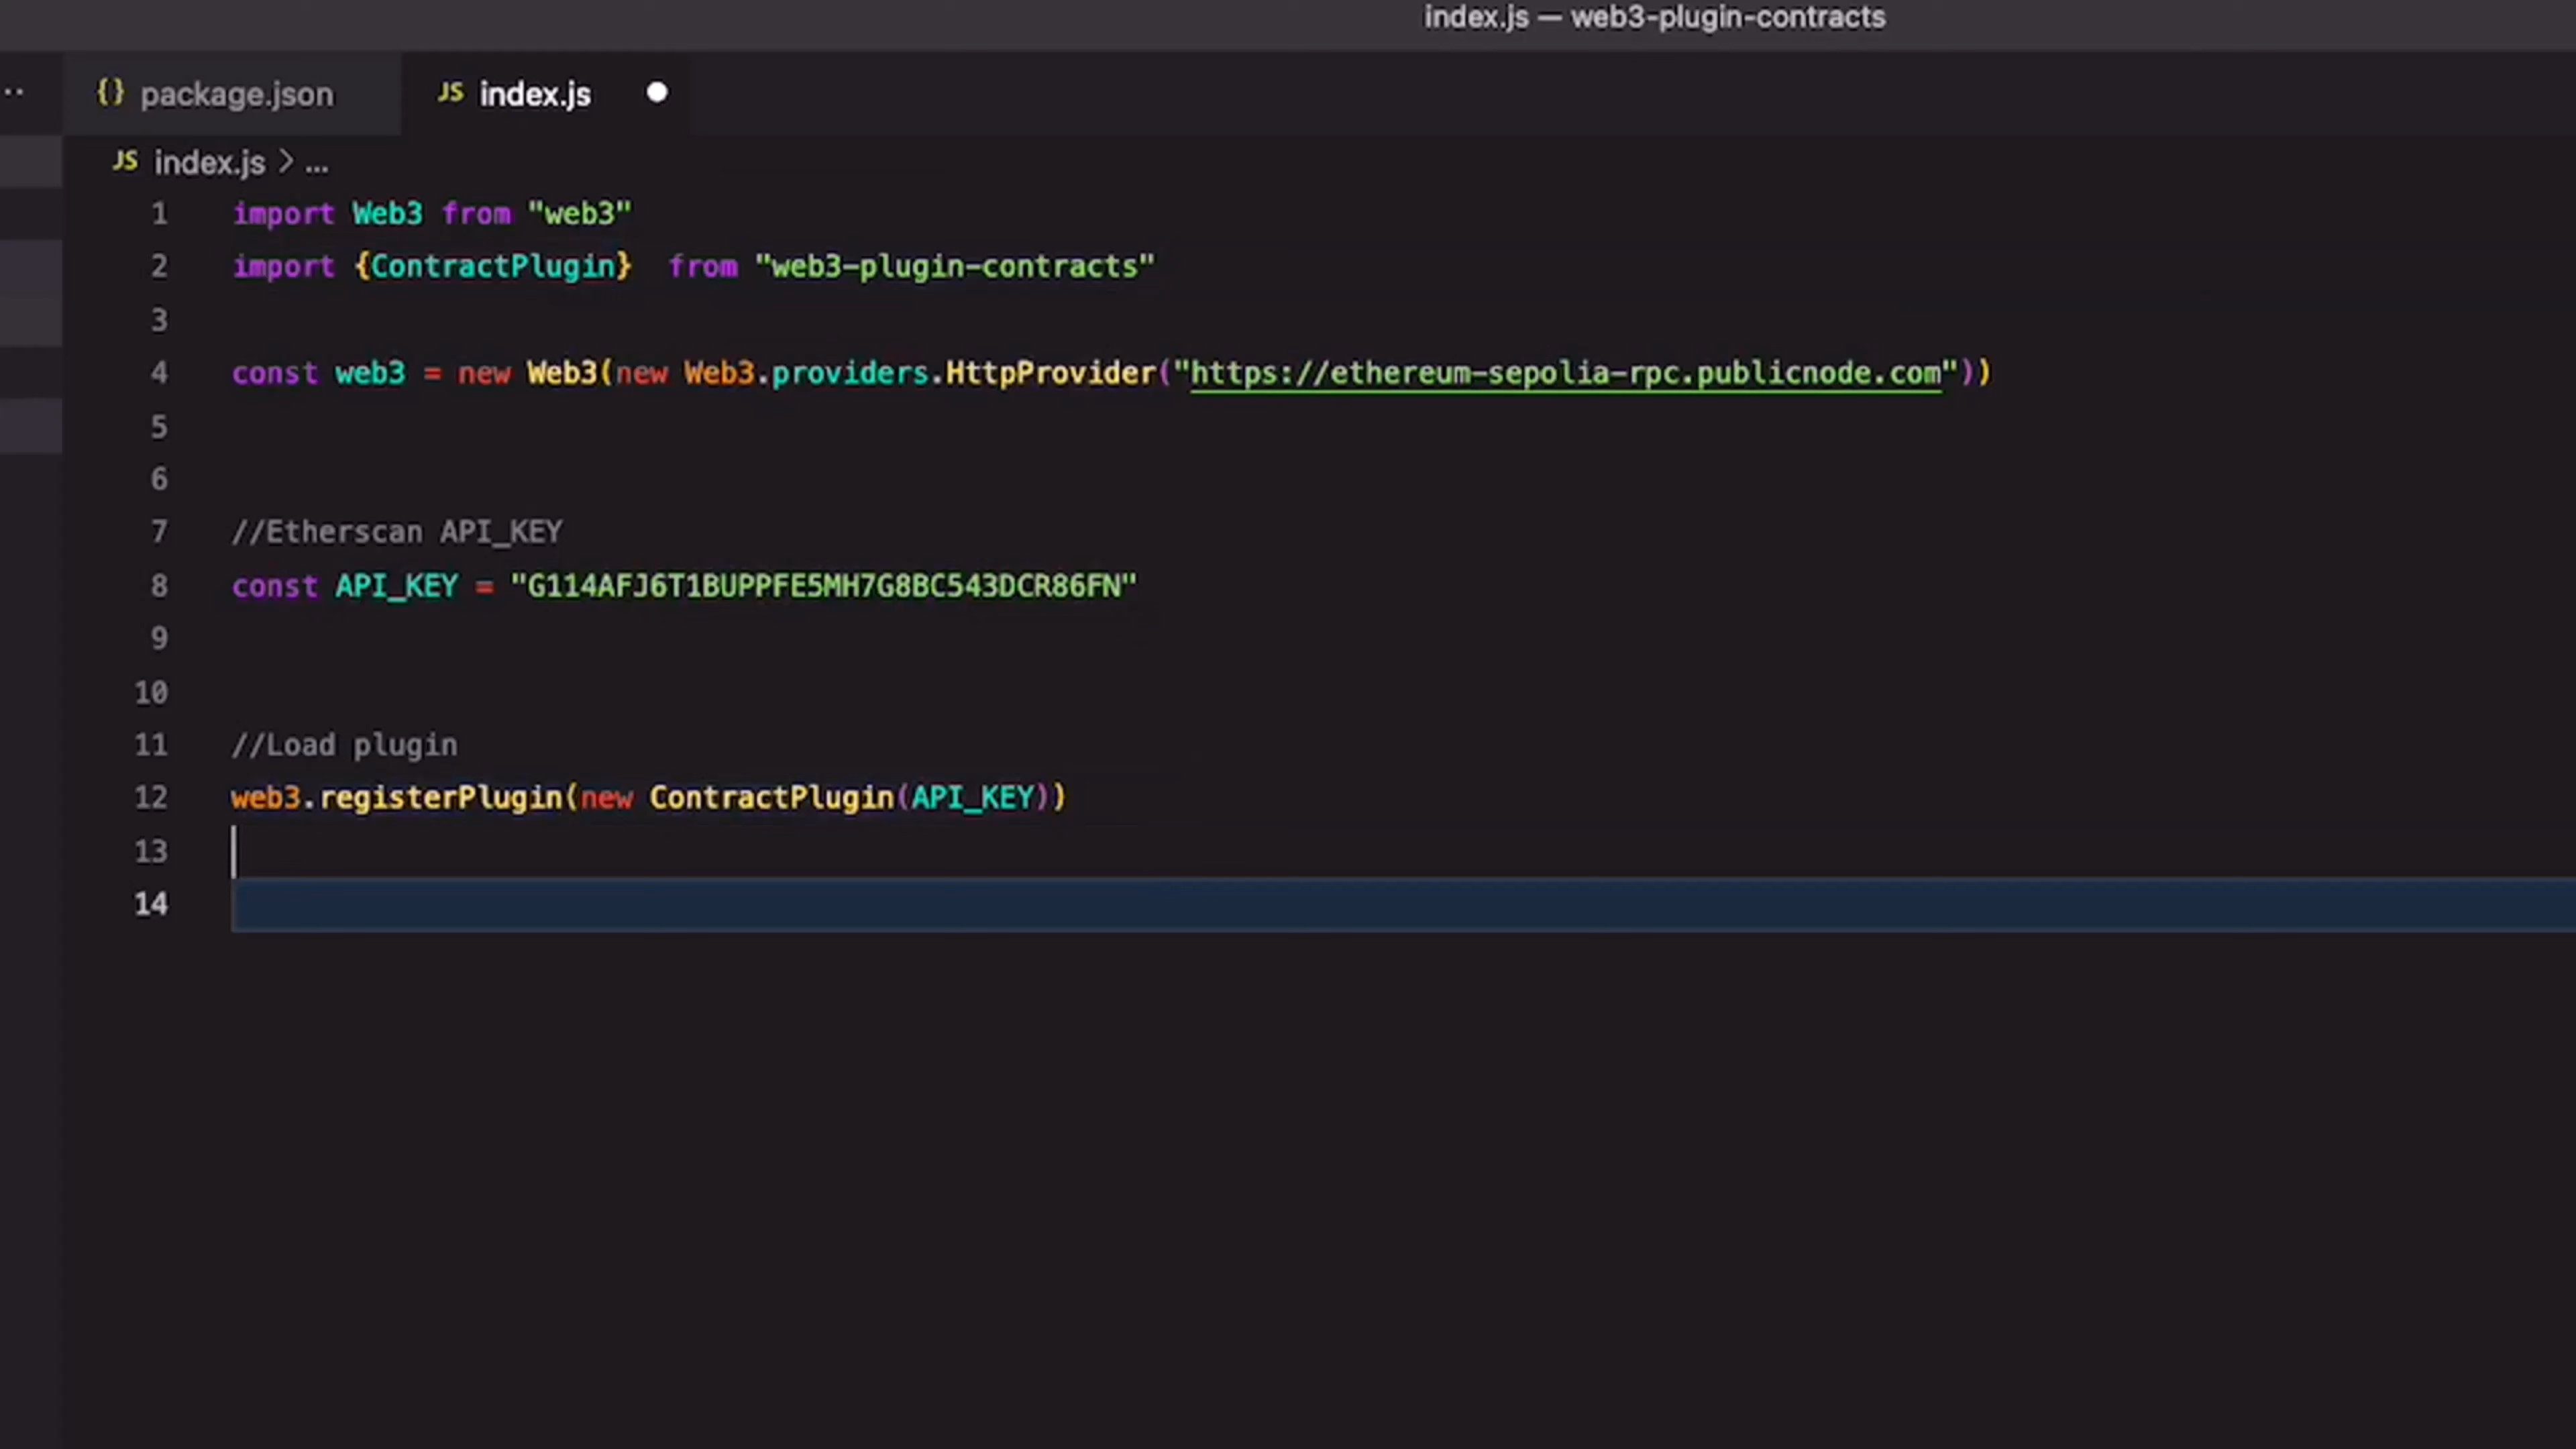 index.js — web3-plugin-contracts
{} package.json JS index.js
JS index.js > ...
1 import Web3 from "web3"
2 import {ContractPlugin}  from "web3-plugin-contracts"
3
4 const web3 = new Web3(new Web3.providers.HttpProvider("https://ethereum-sepolia-rpc.publicnode.com"))
5
6
7 //Etherscan API_KEY
8 const API_KEY = "G114AFJ6T1BUPPFE5MH7G8BC543DCR86FN"
9
10
11 //Load plugin
12 web3.registerPlugin(new ContractPlugin(API_KEY))
13
14